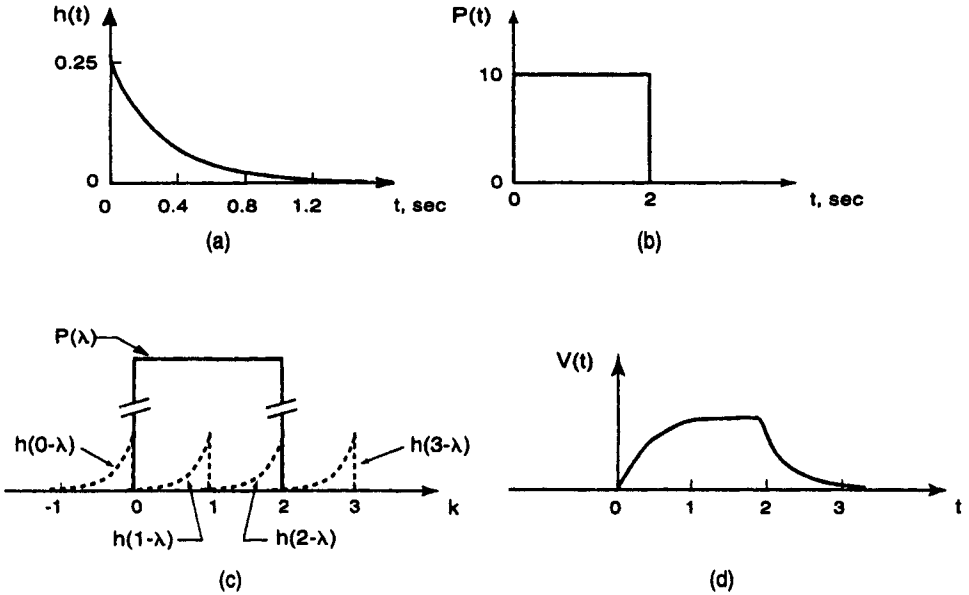 h(t)
0.25
0
0 0.4 0.8 1.2 t, sec
(a)
P(t)
10
0
0 2 t, sec
(b)
P(λ)
h(0-λ)
h(3-λ)
-1 0 1 2 3 k
h(1-λ)
h(2-λ)
(c)
V(t)
0 1 2 3 t
(d)